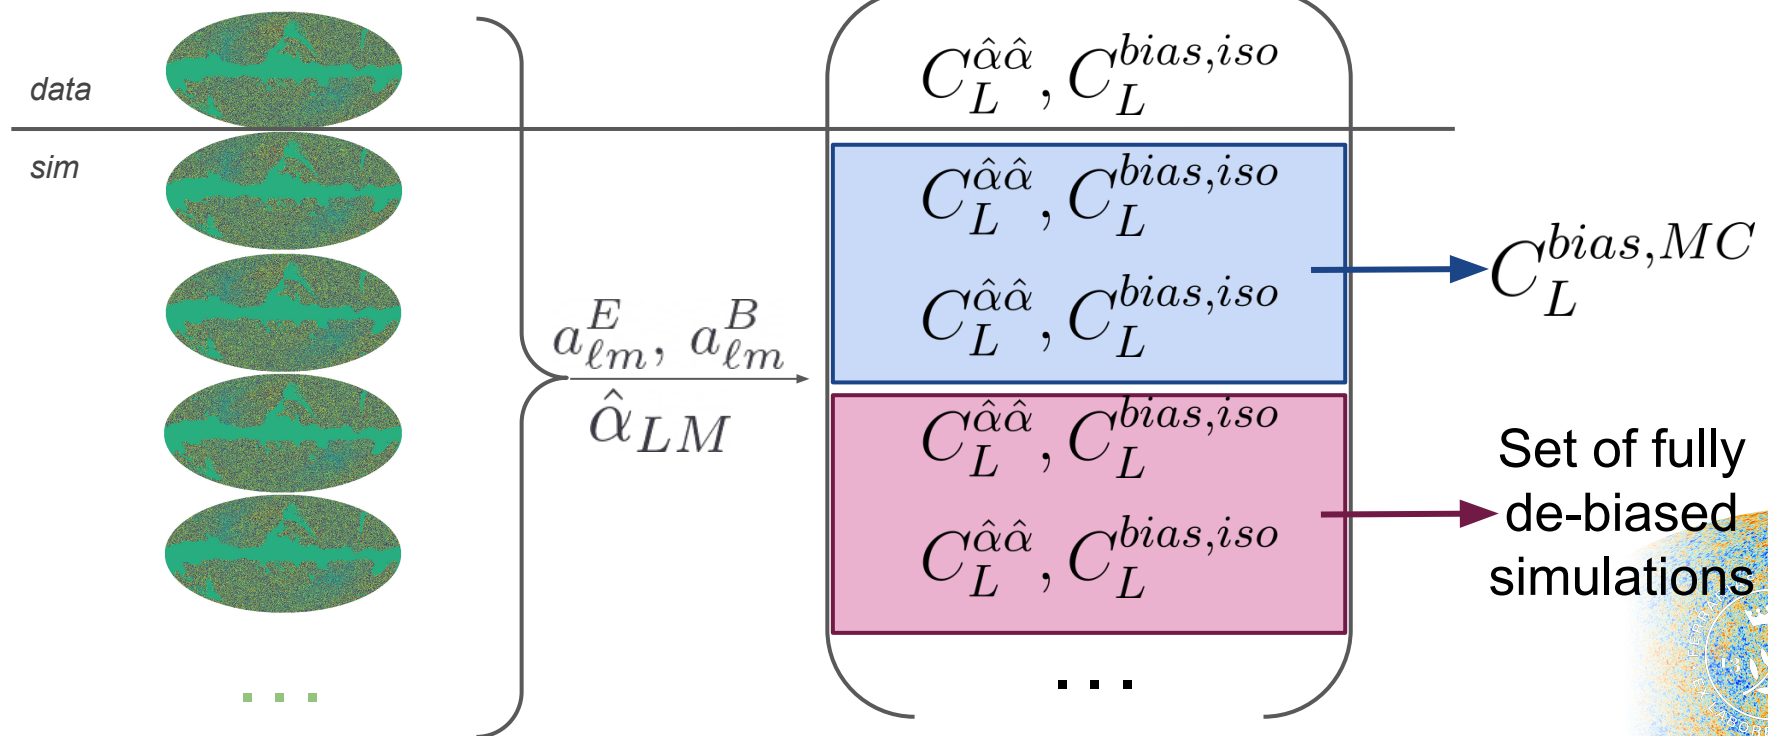 data
sim
. . .
$a_{\ell m}^{E}, a_{\ell m}^{B}$
$\hat{\alpha}_{LM}$
$C_L^{\hat{\alpha}\hat{\alpha}}, C_L^{bias,iso}$
$C_L^{\hat{\alpha}\hat{\alpha}}, C_L^{bias,iso}$
$C_L^{\hat{\alpha}\hat{\alpha}}, C_L^{bias,iso}$
$C_L^{\hat{\alpha}\hat{\alpha}}, C_L^{bias,iso}$
$C_L^{\hat{\alpha}\hat{\alpha}}, C_L^{bias,iso}$
. . .
$C_L^{bias,MC}$
Set of fully
de-biased
simulations